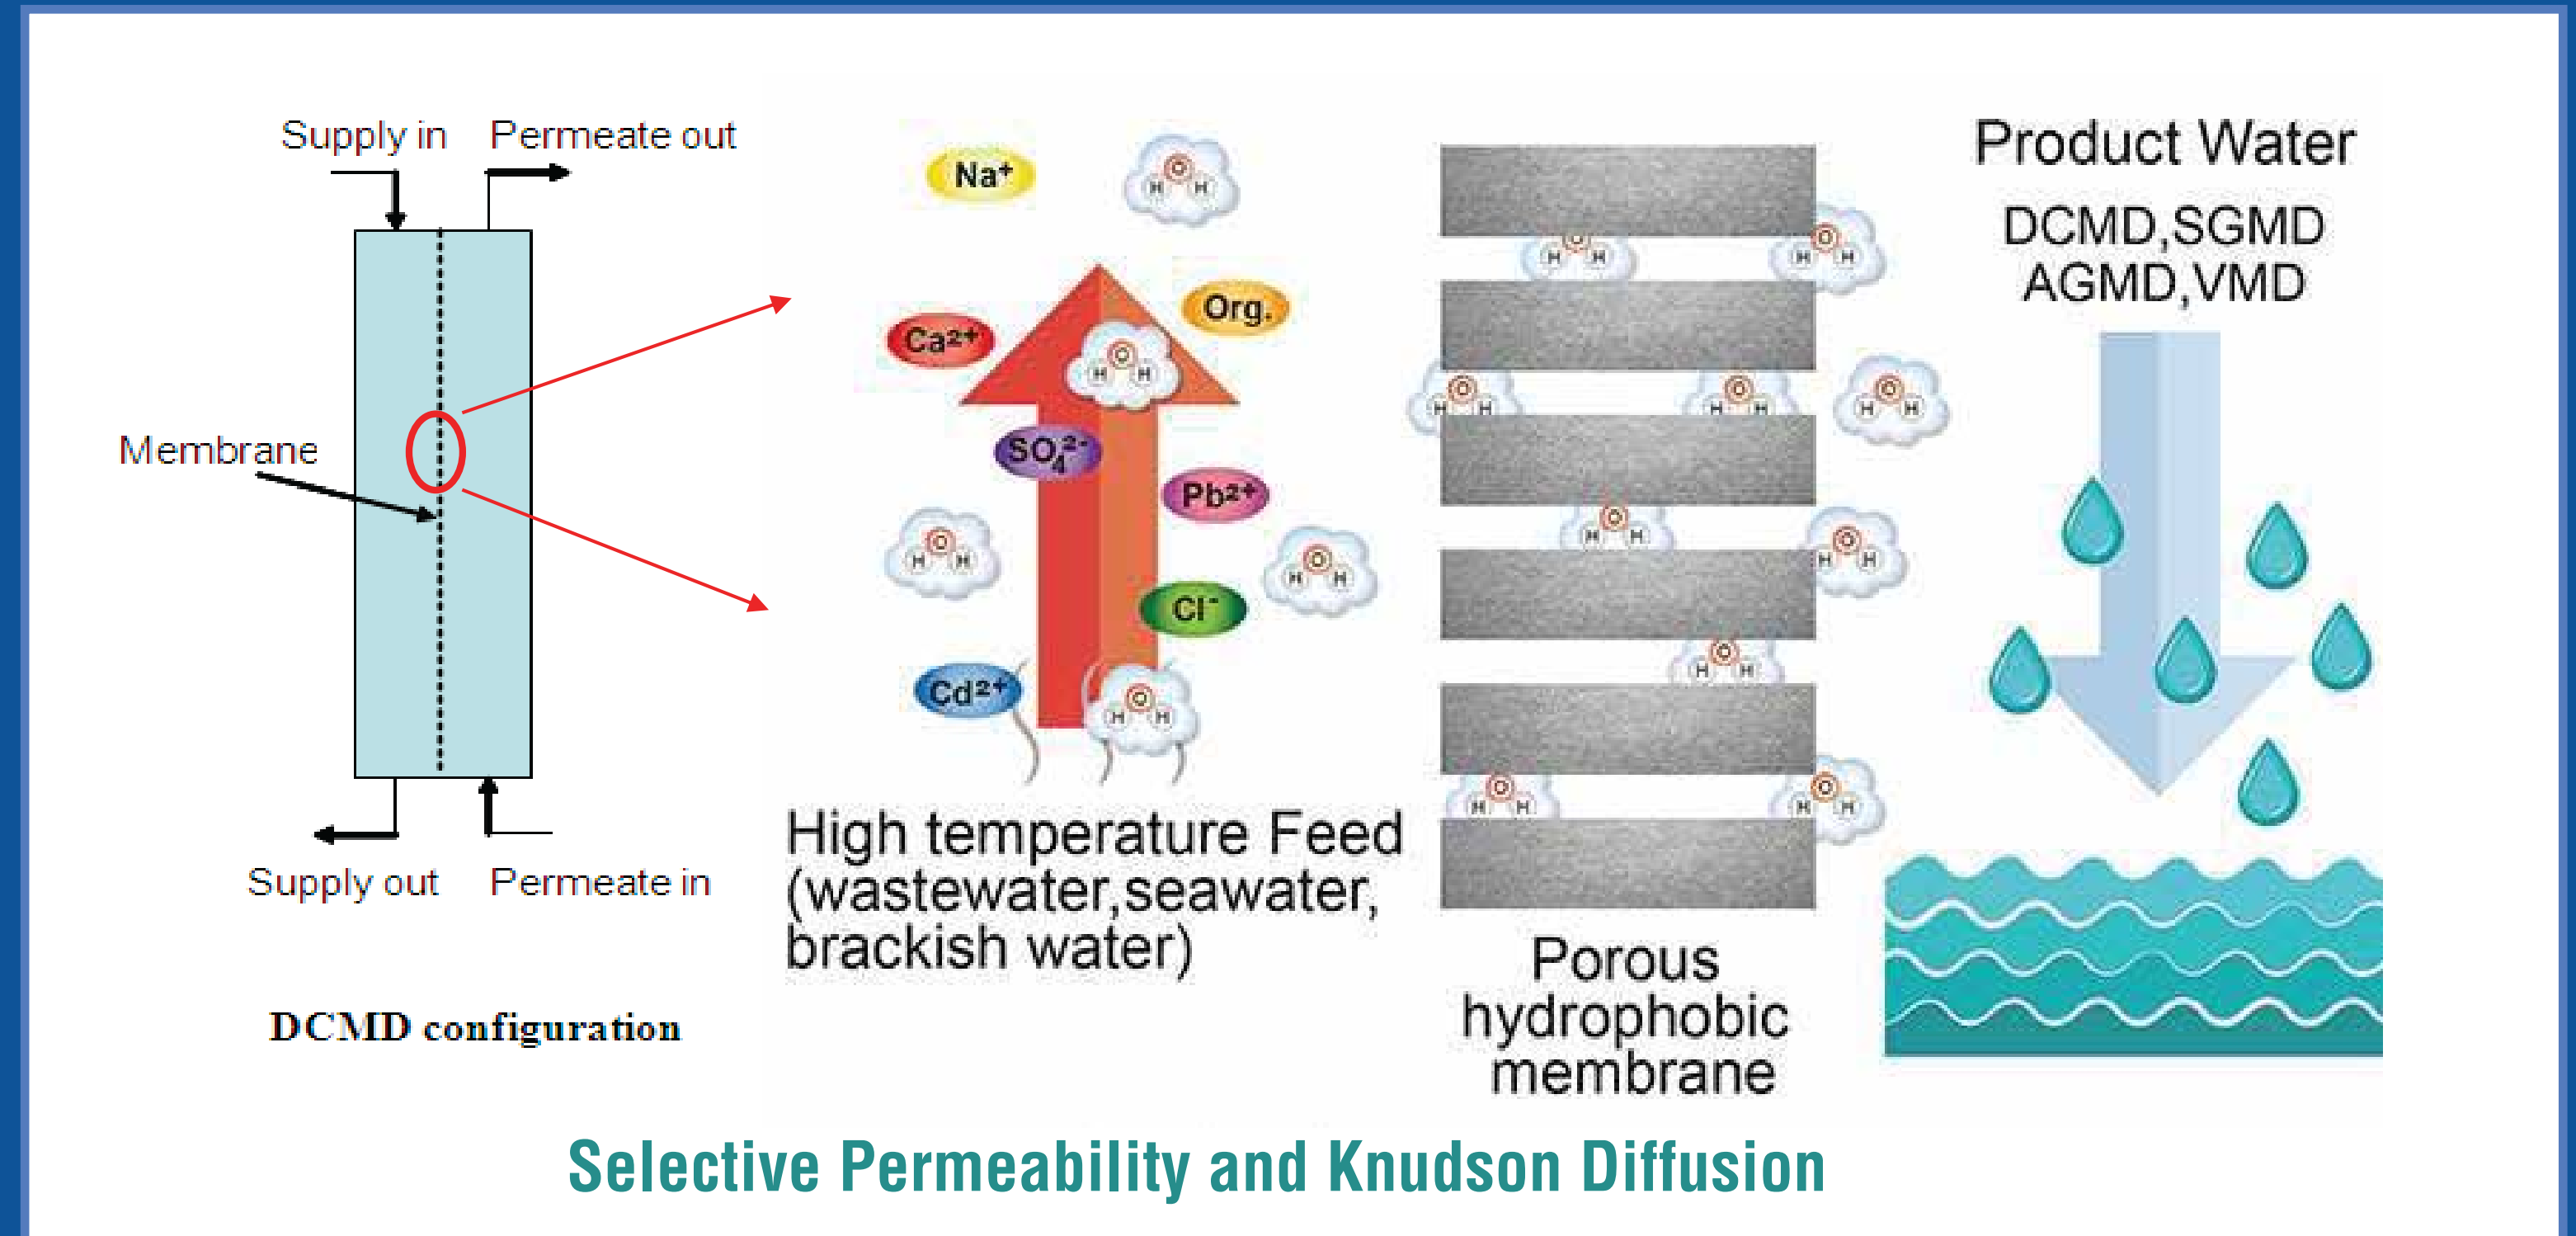 Supply in
Permeate out
Membrane
Supply out
Permeate in
DCMD configuration
Na⁺
Ca²⁺
Org.
SO₄²⁻
Pb²⁺
Cl⁻
Cd²⁺
O
H H
O
H H
O
H H
O
H H
O
H H
High temperature Feed
(wastewater,seawater,
brackish water)
O
H H
O
H H
O
H H
O
H H
O
H H
O
H H
O
H H
O
H H
O
H H
O
H H
Porous
hydrophobic
membrane
Product Water
DCMD,SGMD
AGMD,VMD
Selective Permeability and Knudson Diffusion